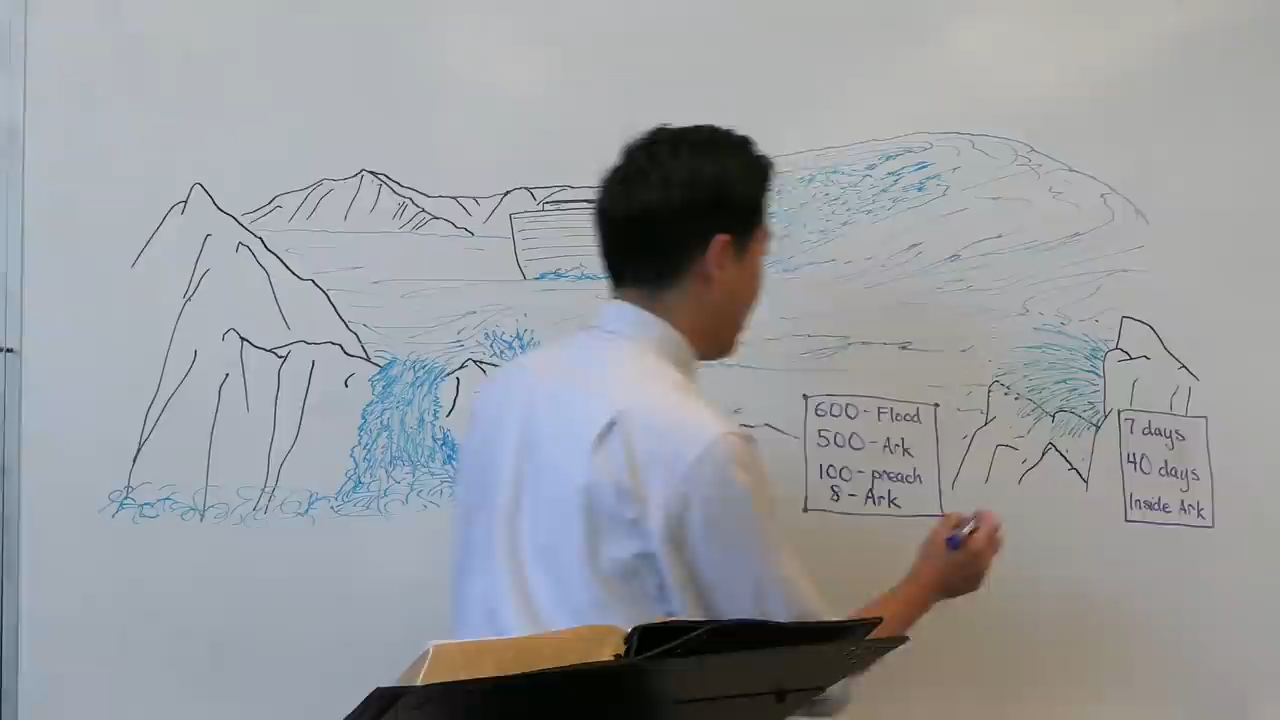 600 - Flood
500 - Ark
100 - preach
8 - Ark
7 days
40 days
Inside Ark